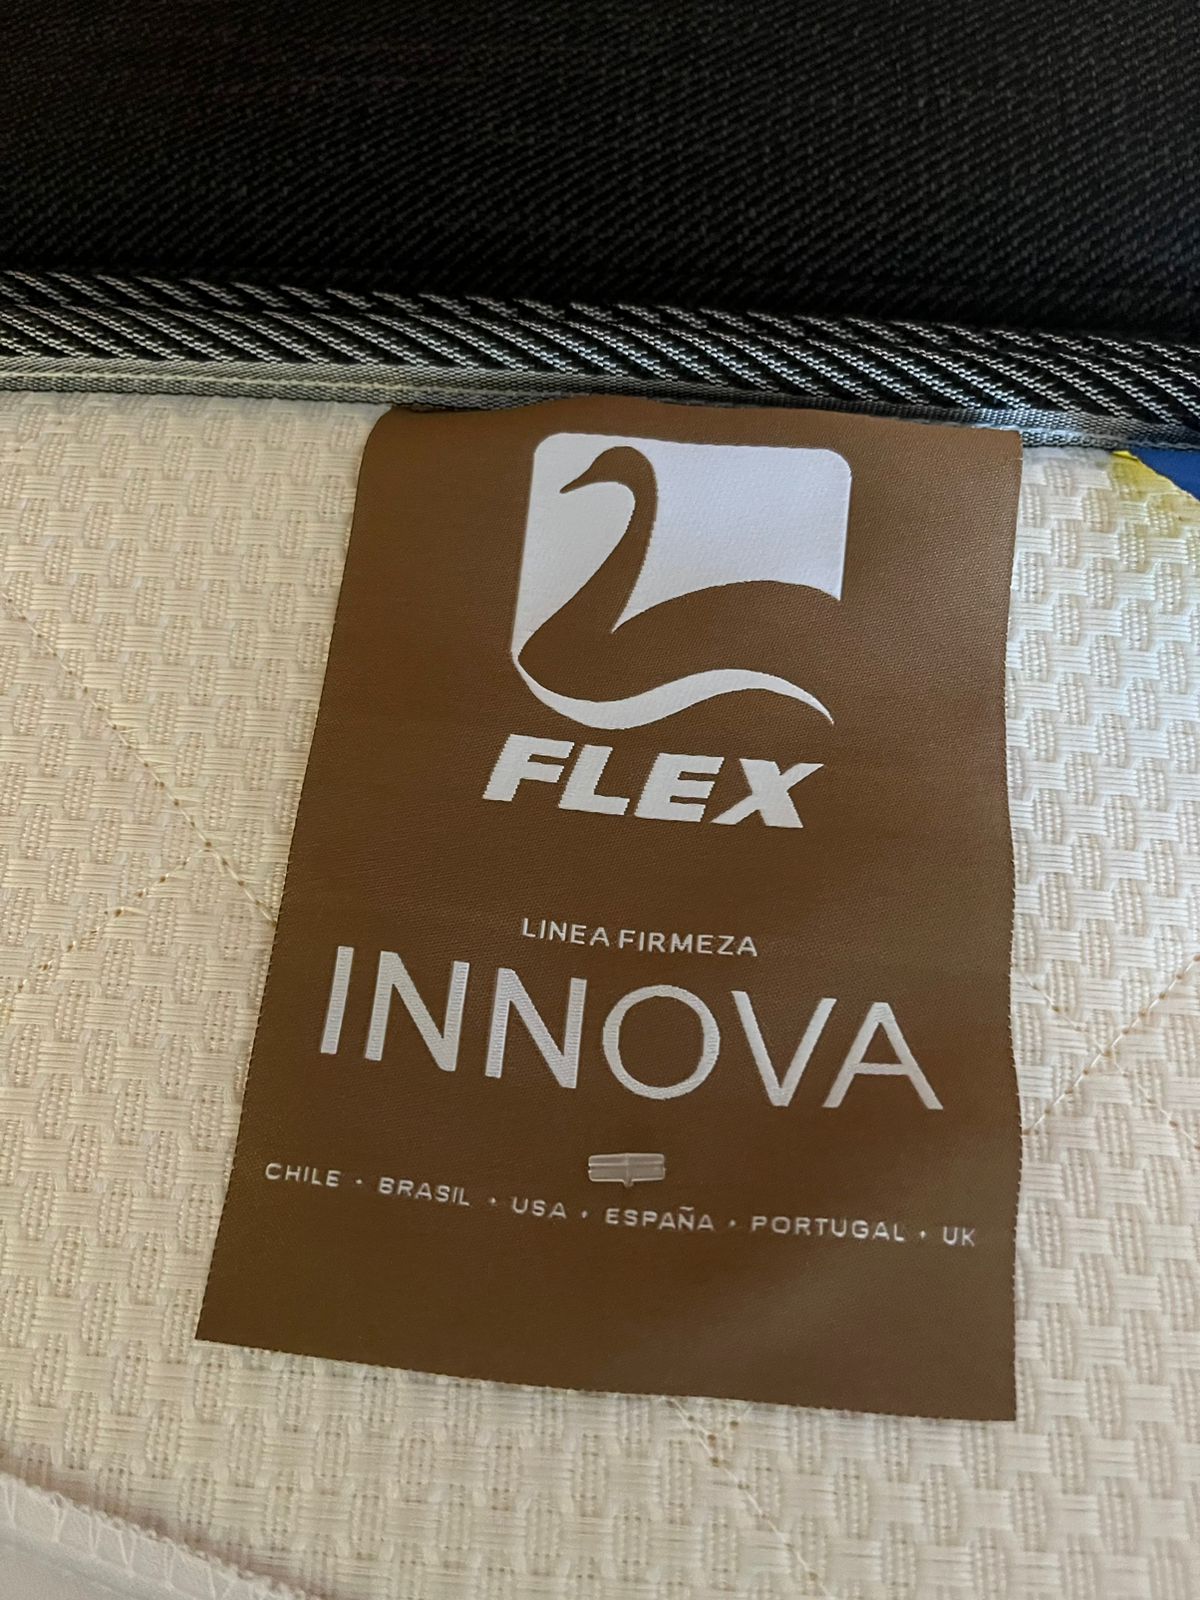 FLEX
LINEA FIRMEZA
INNOVA
CHILE • BRASIL • USA • ESPAÑA • PORTUGAL • UK